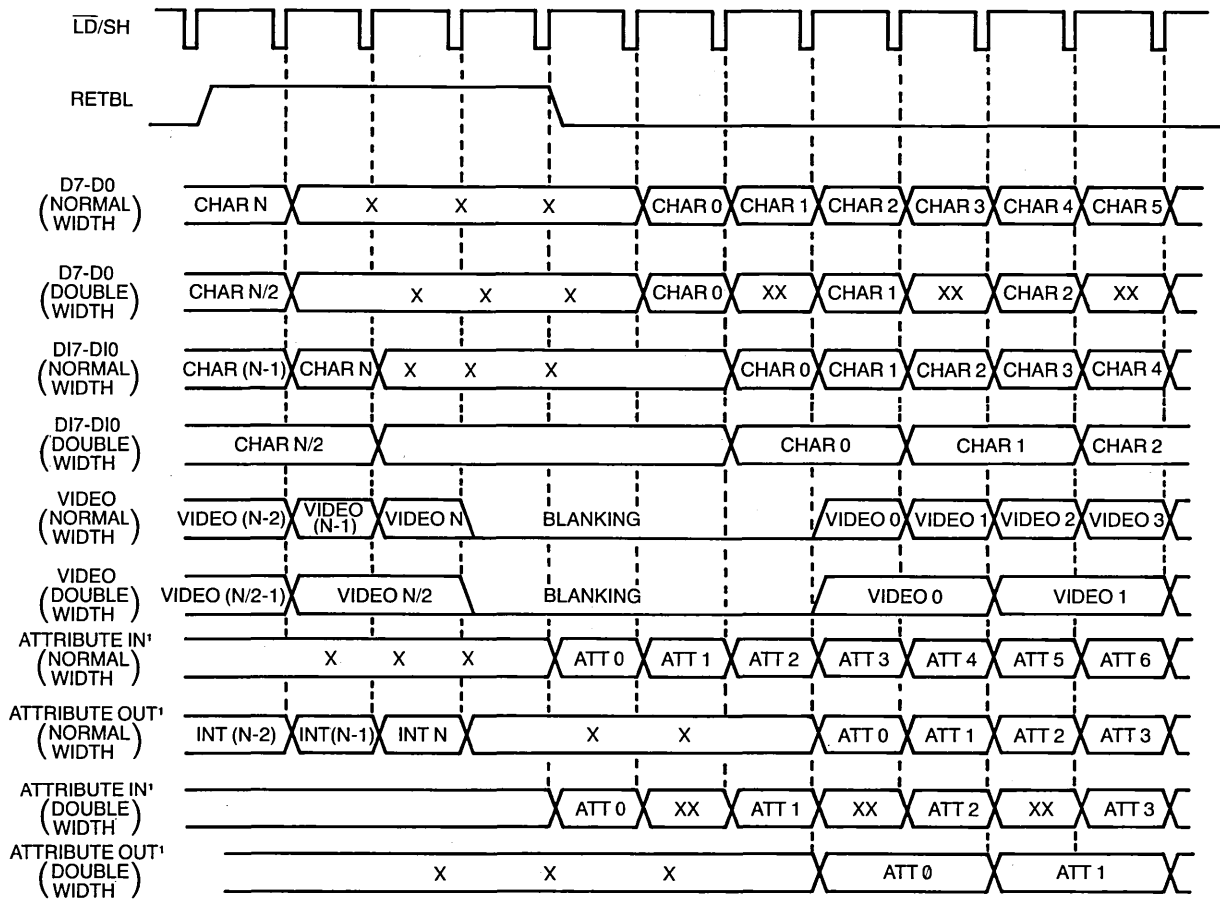 LD/SH
RETBL
D7-D0
(NORMAL WIDTH)
CHAR N X X X CHAR 0 CHAR 1 CHAR 2 CHAR 3 CHAR 4 CHAR 5
D7-D0
(DOUBLE WIDTH)
CHAR N/2 X X X CHAR 0 XX CHAR 1 XX CHAR 2 XX
DI7-DI0
(NORMAL WIDTH)
CHAR (N-1) CHAR N X X X CHAR 0 CHAR 1 CHAR 2 CHAR 3 CHAR 4
DI7-DI0
(DOUBLE WIDTH)
CHAR N/2 CHAR 0 CHAR 1 CHAR 2
VIDEO
(NORMAL WIDTH)
VIDEO (N-2) VIDEO (N-1) VIDEO N BLANKING VIDEO 0 VIDEO 1 VIDEO 2 VIDEO 3
VIDEO
(DOUBLE WIDTH)
VIDEO (N/2-1) VIDEO N/2 BLANKING VIDEO 0 VIDEO 1
ATTRIBUTE IN¹
(NORMAL WIDTH)
X X X ATT 0 ATT 1 ATT 2 ATT 3 ATT 4 ATT 5 ATT 6
ATTRIBUTE OUT¹
(NORMAL WIDTH)
INT (N-2) INT(N-1) INT N X X ATT 0 ATT 1 ATT 2 ATT 3
ATTRIBUTE IN¹
(DOUBLE WIDTH)
ATT 0 XX ATT 1 XX ATT 2 XX ATT 3
ATTRIBUTE OUT¹
(DOUBLE WIDTH)
X X X ATT 0 ATT 1